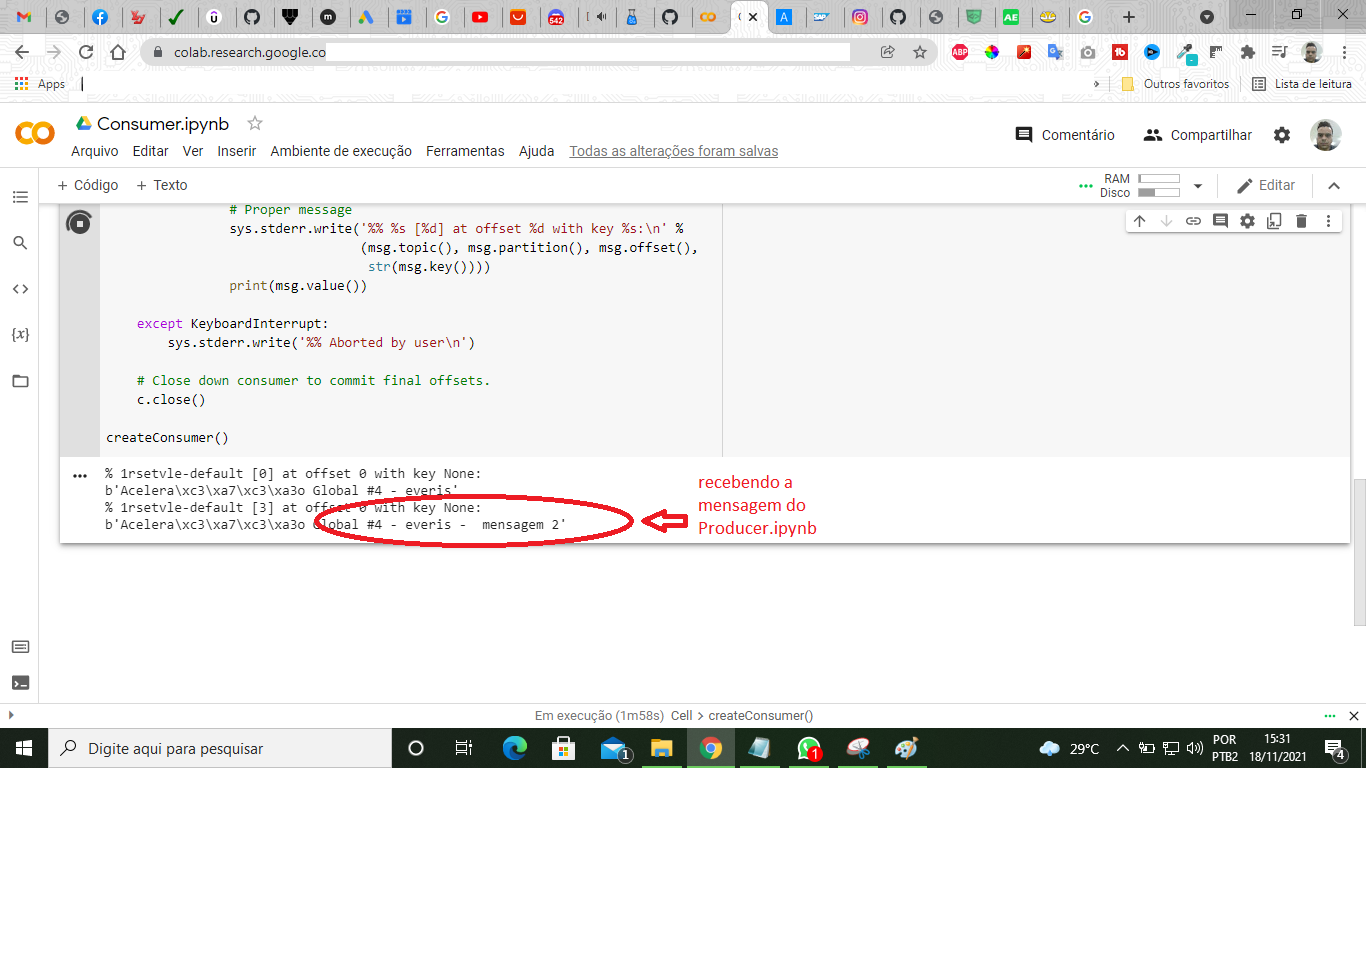 colab.research.google.co
Apps
Outros favoritos
Lista de leitura
Consumer.ipynb
Arquivo Editar Ver Inserir Ambiente de execução Ferramentas Ajuda Todas as alterações foram salvas
Comentário
Compartilhar
+ Código + Texto
RAM
Disco
Editar
# Proper message
sys.stderr.write('%% %s [%d] at offset %d with key %s:\n' %
(msg.topic(), msg.partition(), msg.offset(),
str(msg.key())))
print(msg.value())
except KeyboardInterrupt:
sys.stderr.write('%% Aborted by user\n')
# Close down consumer to commit final offsets.
c.close()
createConsumer()
% 1rsetvle-default [0] at offset 0 with key None:
b'Acelera\xc3\xa7\xc3\xa3o Global #4 - everis'
% 1rsetvle-default [3] at offset 0 with key None:
b'Acelera\xc3\xa7\xc3\xa3o Global #4 - everis -  mensagem 2'
recebendo a
mensagem do
Producer.ipynb
Em execução (1m58s) Cell > createConsumer()
Digite aqui para pesquisar
1
1
29°C
POR
PTB2
15:31
18/11/2021
4